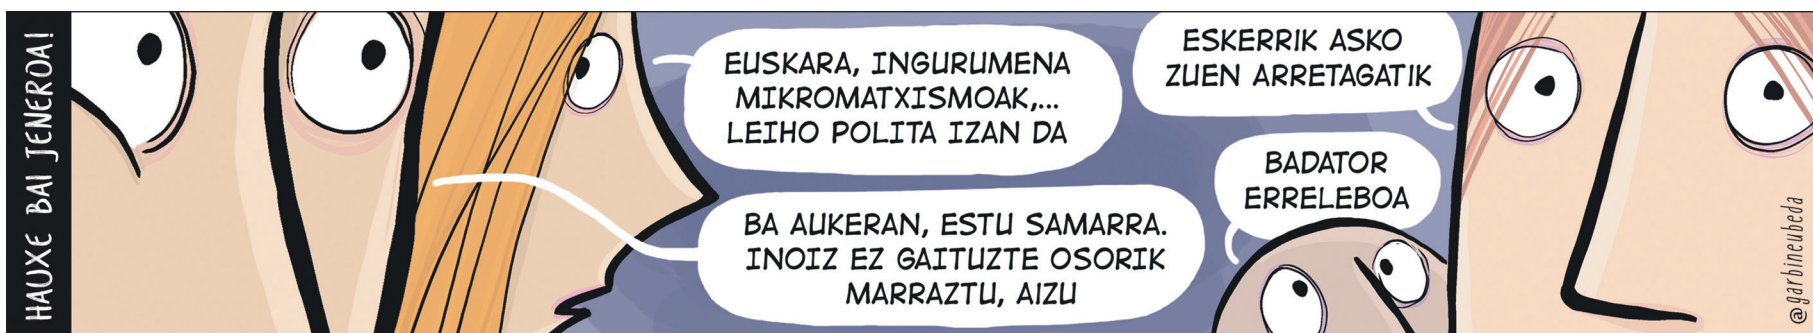 HAUXE BAI JENEROA!
EUSKARA, INGURUMENA
MIKROMATXISMOAK,...
LEIHO POLITA IZAN DA
BA AUKERAN, ESTU SAMARRA.
INOIZ EZ GAITUZTE OSORIK
MARRAZTU, AIZU
ESKERRIK ASKO
ZUEN ARRETAGATIK
BADATOR
ERRELEBOA
@garbineubeda